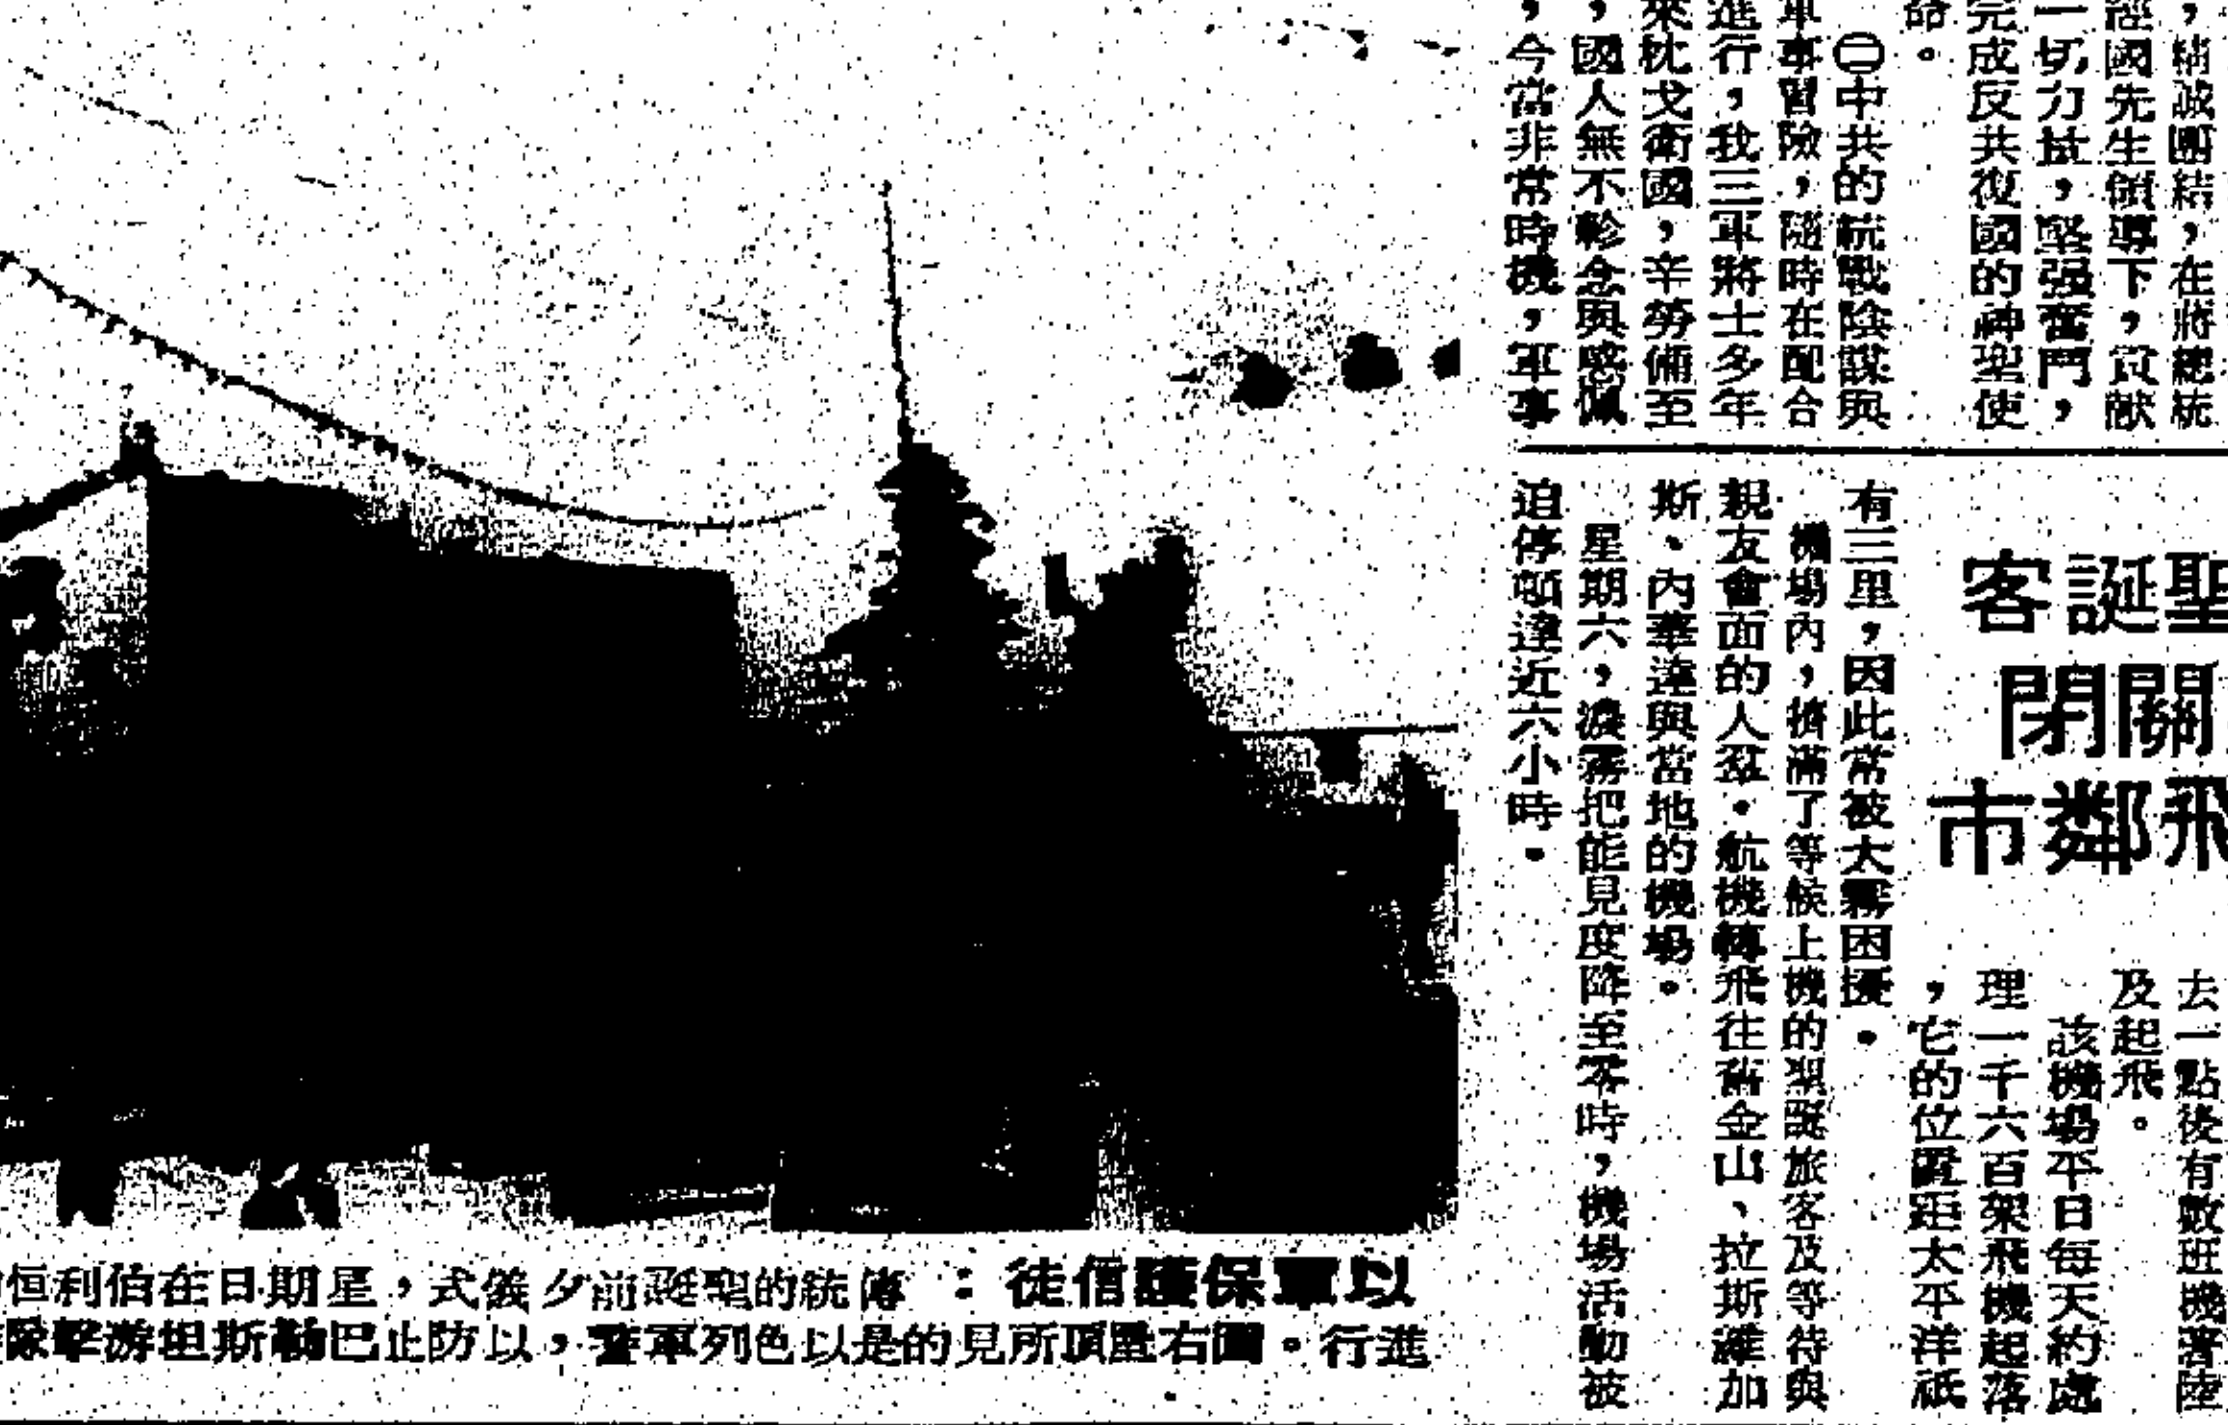 ，精誠團結，在蔣總統
經國先生領導下，貢献
一切力量，堅强奮鬥，
完成反共復國的神聖使
命。
㊁中共的統戰陰謀與
軍事冒險，隨時在配合
進行，我三軍將士多年
來枕戈衛國，辛勞備至
，國人無不軫念與感佩
，今當非常時機，軍事
聖誕客
關閉
飛鄰市
去一點後有數班機著陸
及起飛。
該機場平日每天約處
理一千六百架飛機起落
，它的位置距太平洋祇
有三里，因此常被大霧困擾。
機場內，擠滿了等候上機的聖誕旅客及等待與
親友會面的人羣。航機轉飛往舊金山、拉斯維加
斯、內華達與當地的機場。
星期六，濃霧把能見度降至零時，機場活動被
迫停頓達近六小時。
以軍保護信徒：傳統的聖誕前夕儀式，星期日在伯利恒
進行。圖右屋頂所見的是以色列軍警，以防止巴勒斯坦游擊隊